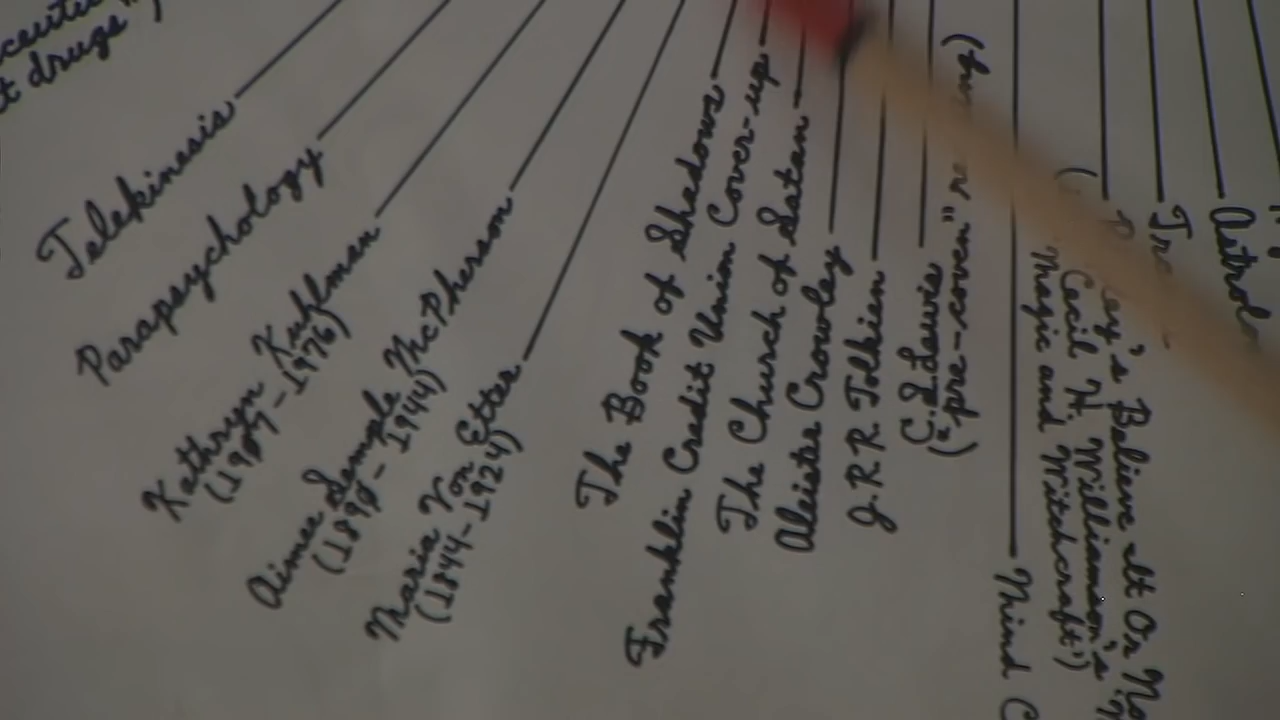 drugs"
Telekinesis
Parapsychology
Kathryn Kuhlman
(1907-1976)
Aimee Semple McPherson
(1890-1944)
Maria Von Etter
(1844-1924)
The Book of Shadows
Franklin Credit Union Cover-up
The Church of Satan
Aleister Crowley
J.R.R Tolkien
C.S. Lewis
("pre-coven"
Mind
Believe It Or
Cecil H. Williamson's
Magic and Witchcraft")